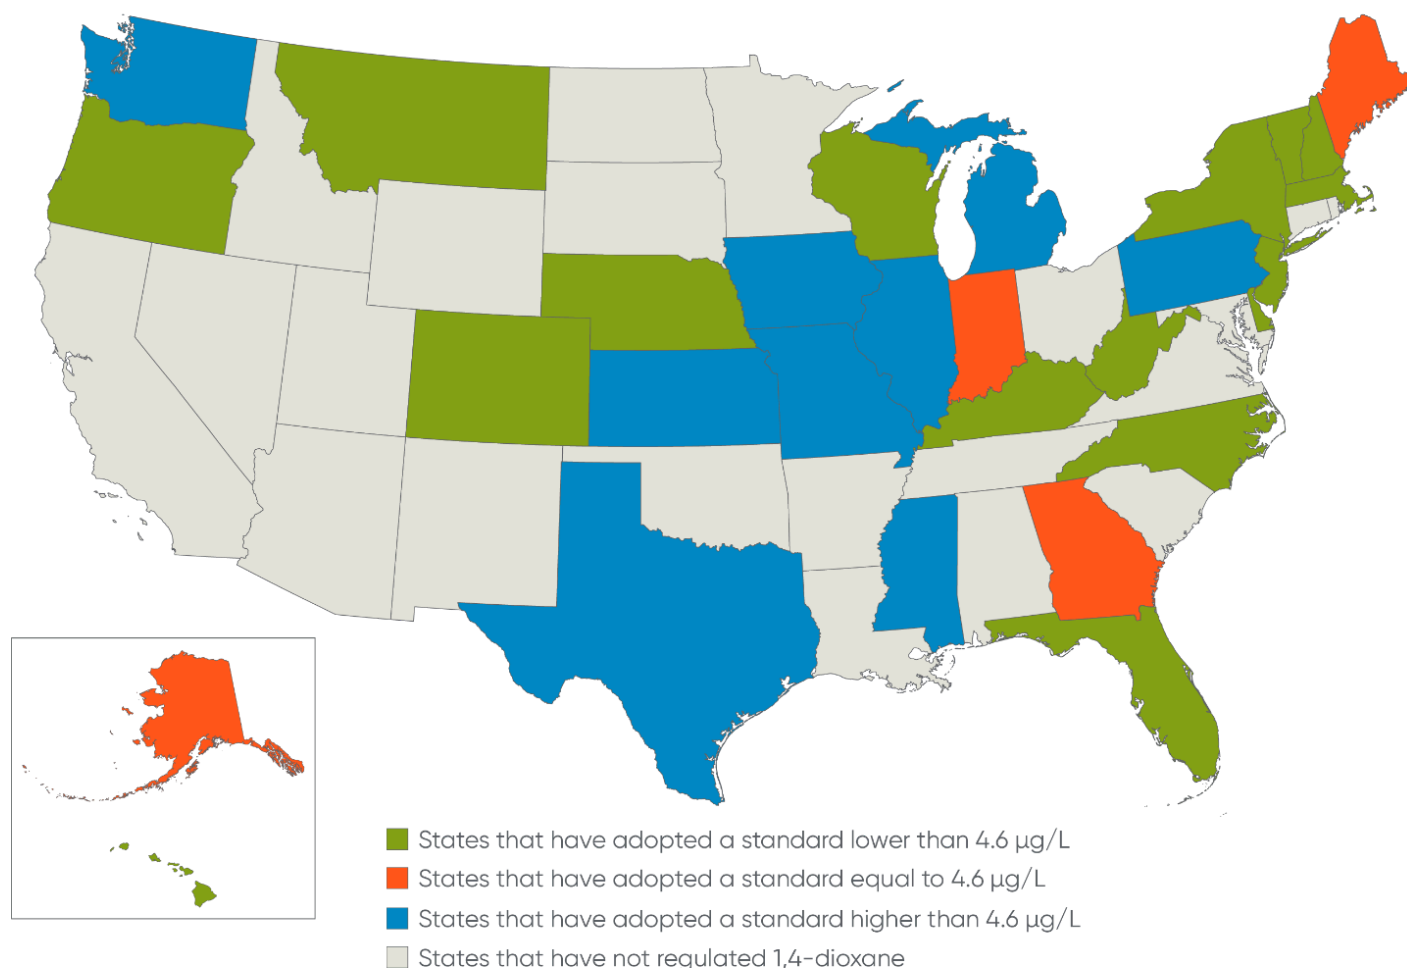 States that have adopted a standard lower than 4.6 µg/L
States that have adopted a standard equal to 4.6 µg/L
States that have adopted a standard higher than 4.6 µg/L
States that have not regulated 1,4-dioxane